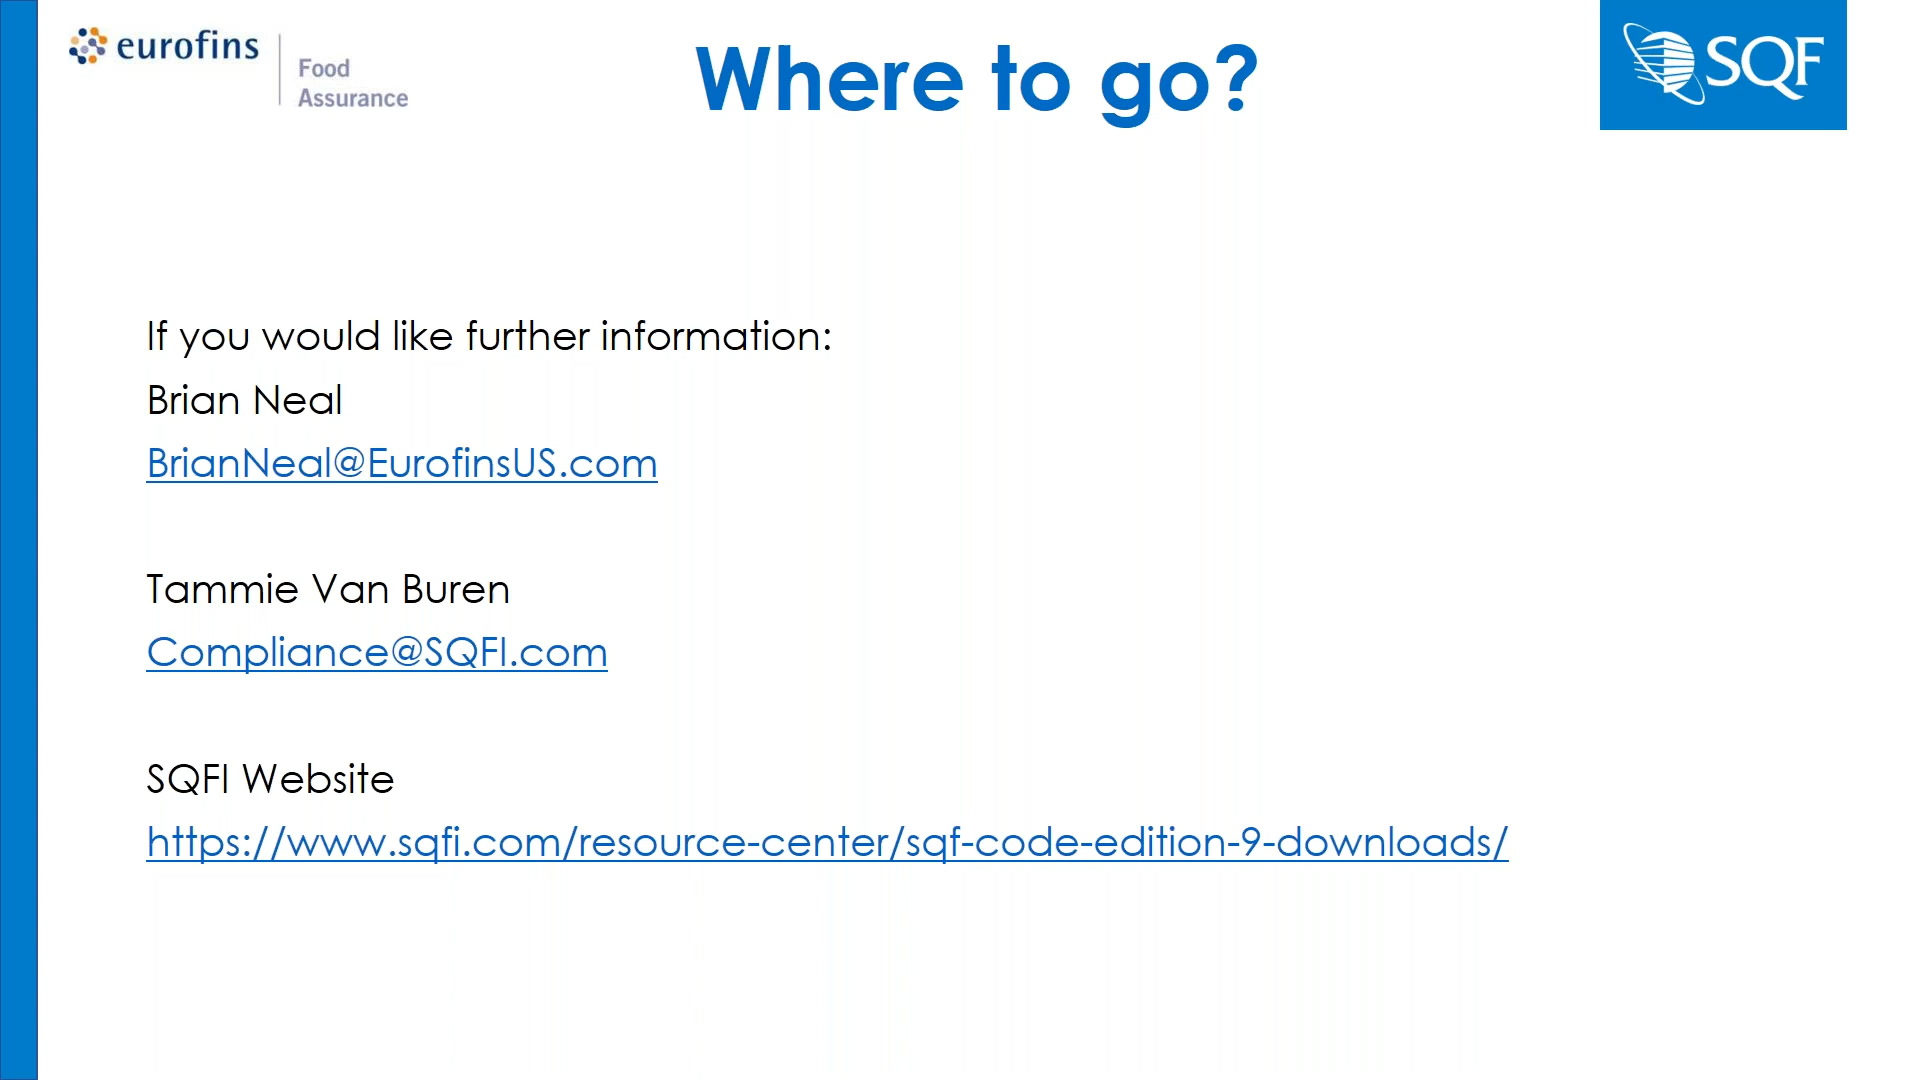 eurofins
Food
Assurance
Where to go?
SQF
If you would like further information:
Brian Neal
BrianNeal@EurofinsUS.com
Tammie Van Buren
Compliance@SQFI.com
SQFI Website
https://www.sqfi.com/resource-center/sqf-code-edition-9-downloads/